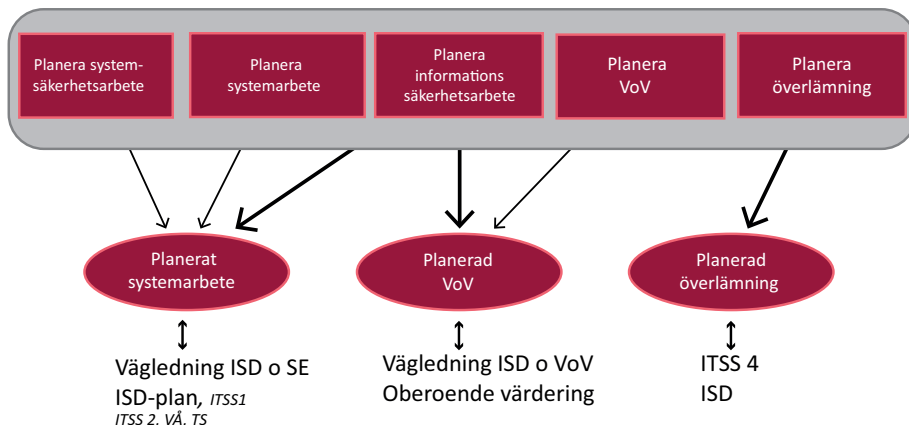 Planera system-
säkerhetsarbete
Planera
systemarbete
Planera
informations
säkerhetsarbete
Planera
VoV
Planera
överlämning
Planerat
systemarbete
Planerad
VoV
Planerad
överlämning
Vägledning ISD o SE
ISD-plan, ITSS1
ITSS 2, VÅ, TS
Vägledning ISD o VoV
Oberoende värdering
ITSS 4
ISD